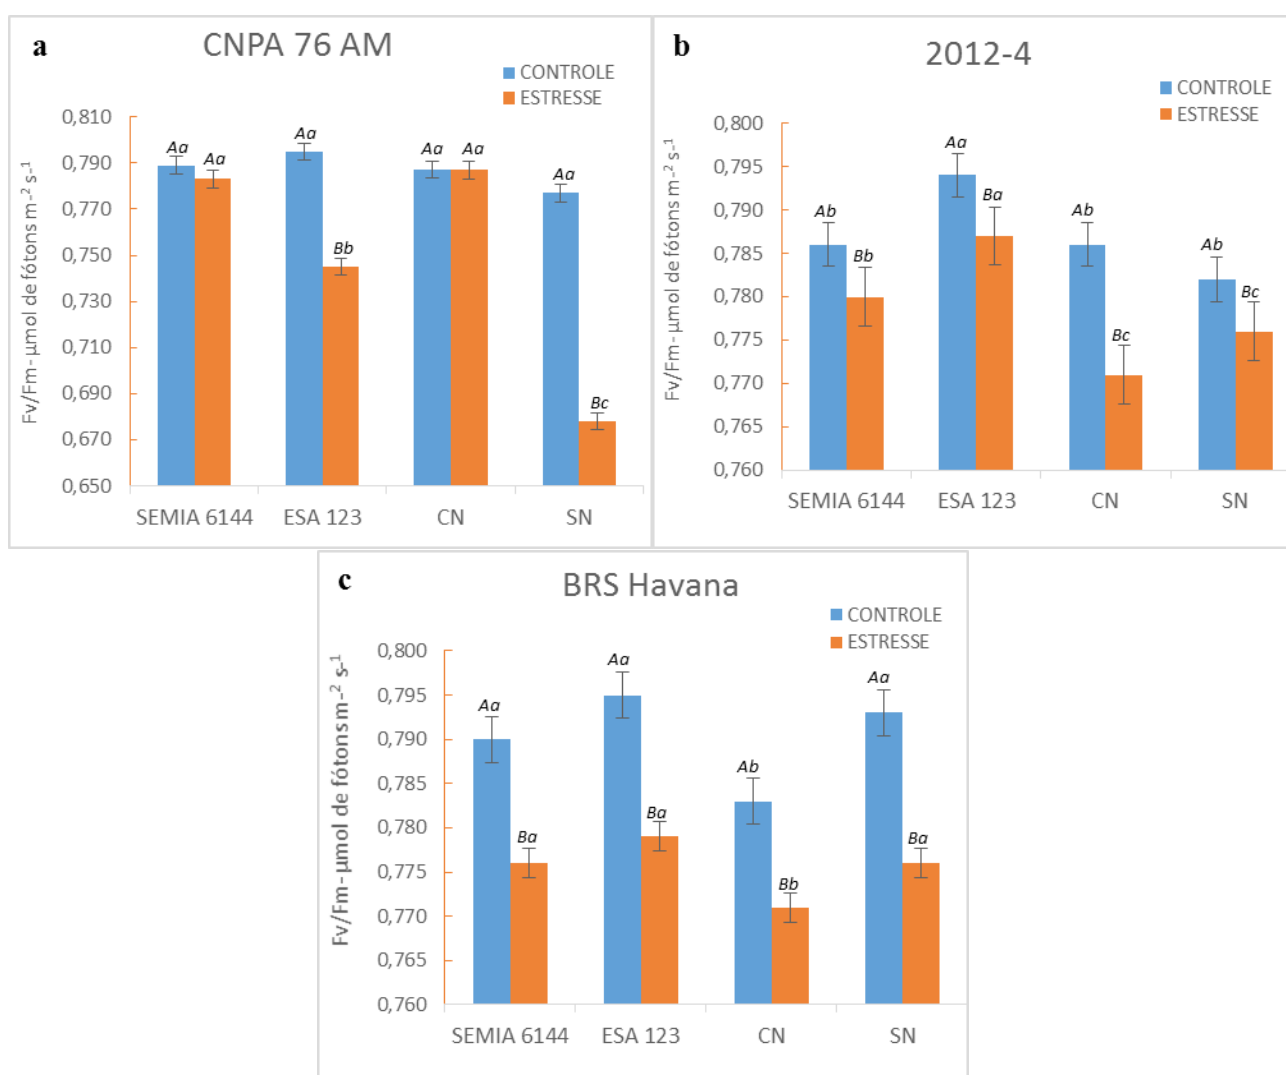 a
CNPA 76 AM
CONTROLE
ESTRESSE
Fv/Fm- µmol de fótons m-² s-¹
0,810
0,790
0,770
0,750
0,730
0,710
0,690
0,670
0,650
Aa
Aa
Aa
Bb
Aa
Aa
Aa
Bc
SEMIA 6144 ESA 123 CN SN
b
2012-4
CONTROLE
ESTRESSE
Fv/Fm- µmol de fótons m-² s-¹
0,800
0,795
0,790
0,785
0,780
0,775
0,770
0,765
0,760
Ab
Bb
Aa
Ba
Ab
Bc
Ab
Bc
SEMIA 6144 ESA 123 CN SN
c
BRS Havana
CONTROLE
ESTRESSE
Fv/Fm- µmol de fótons m-² s-¹
0,800
0,795
0,790
0,785
0,780
0,775
0,770
0,765
0,760
Aa
Ba
Aa
Ba
Ab
Bb
Aa
Ba
SEMIA 6144 ESA 123 CN SN